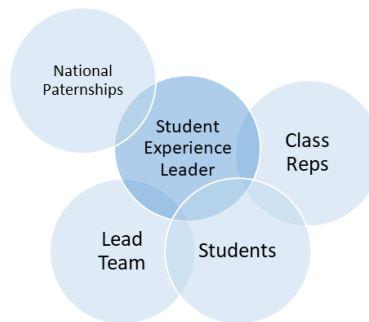 National
Paternships
Student
Experience
Leader
Class
Reps
Lead
Team
Students